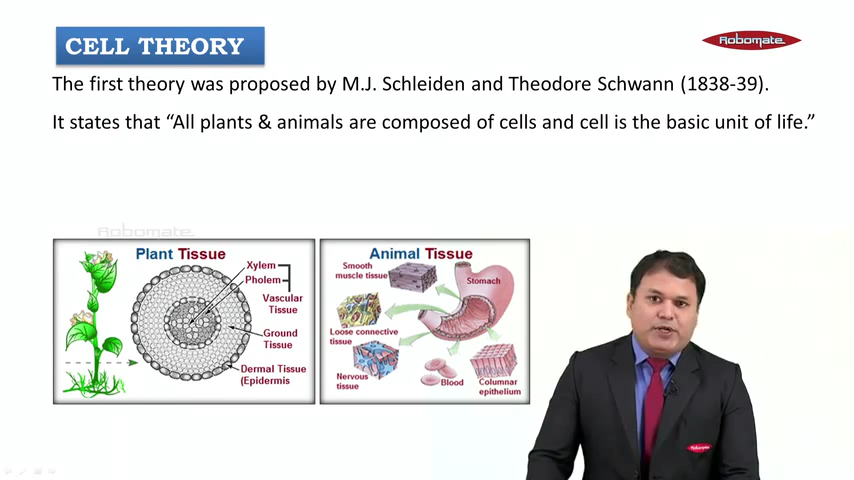 CELL THEORY
Robomate
The first theory was proposed by M.J. Schleiden and Theodore Schwann (1838-39).
It states that “All plants & animals are composed of cells and cell is the basic unit of life.”
Robomate
Plant Tissue
Xylem
Pholem
Vascular
Tissue
Ground
Tissue
Dermal Tissue
(Epidermis
Animal Tissue
Smooth
muscle tissue
Stomach
Loose connective
tissue
Nervous
tissue
Blood
Columnar
epithelium
Robomate